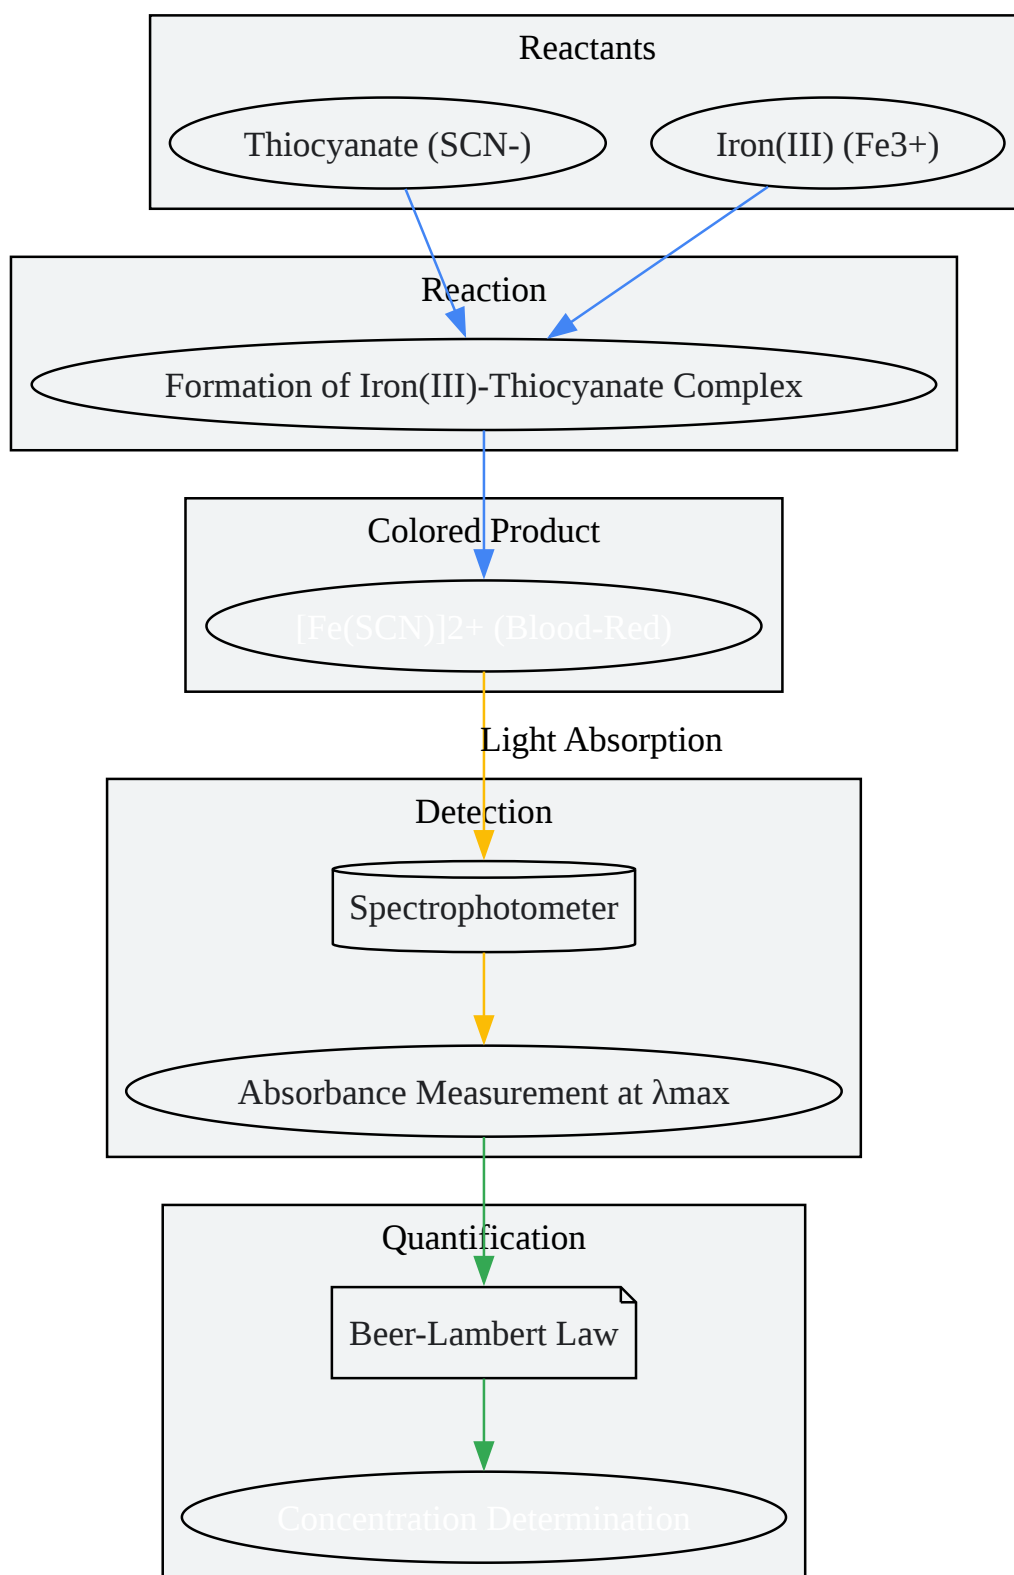 Reactants
Thiocyanate (SCN-)
Iron(III) (Fe3+)
Reaction
Formation of Iron(III)-Thiocyanate Complex
Colored Product
[Fe(SCN)]2+ (Blood-Red)
Light Absorption
Detection
Spectrophotometer
Absorbance Measurement at λmax
Quantification
Beer-Lambert Law
Concentration Determination